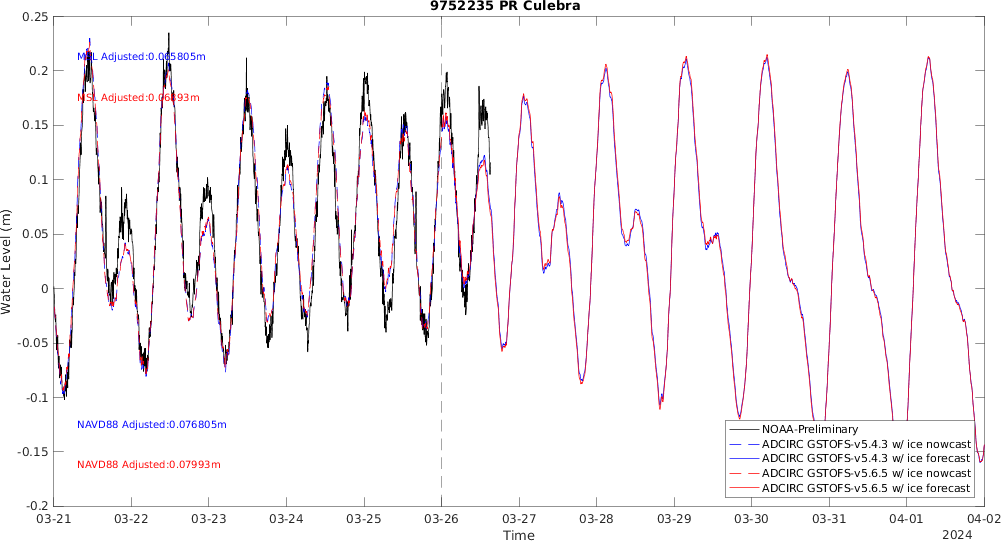 9752235 PR Culebra
0.25
0.2
0.15
0.1
0.05
0
-0.05
-0.1
-0.15
-0.2
Water Level (m)
MSL Adjusted:0.065805m
MSL Adjusted:0.06893m
NAVD88 Adjusted:0.076805m
NAVD88 Adjusted:0.07993m
NOAA-Preliminary
ADCIRC GSTOFS-v5.4.3 w/ ice nowcast
ADCIRC GSTOFS-v5.4.3 w/ ice forecast
ADCIRC GSTOFS-v5.6.5 w/ ice nowcast
ADCIRC GSTOFS-v5.6.5 w/ ice forecast
03-21 03-22 03-23 03-24 03-25 03-26 03-27 03-28 03-29 03-30 03-31 04-01 04-02
Time
2024